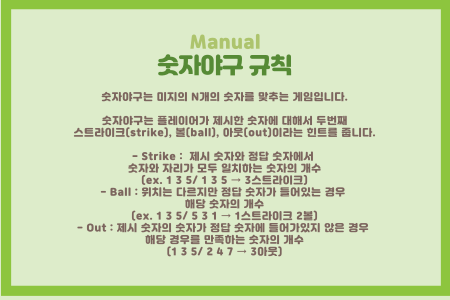 Manual
숫자야구 규칙
숫자야구는 미지의 N개의 숫자를 맞추는 게임입니다.
숫자야구는 플레이어가 제시한 숫자에 대해서 두번째
스트라이크(strike), 볼(ball), 아웃(out)이라는 힌트를 줍니다.
- Strike : 제시 숫자와 정답 숫자에서
숫자와 자리가 모두 일치하는 숫자의 개수
(ex. 1 3 5/ 1 3 5 → 3스트라이크)
- Ball : 위치는 다르지만 정답 숫자가 들어있는 경우
해당 숫자의 개수
(ex. 1 3 5/ 5 3 1 → 1스트라이크 2볼)
- Out : 제시 숫자의 숫자가 정답 숫자에 들어가있지 않은 경우
해당 경우를 만족하는 숫자의 개수
(1 3 5/ 2 4 7 → 3아웃)